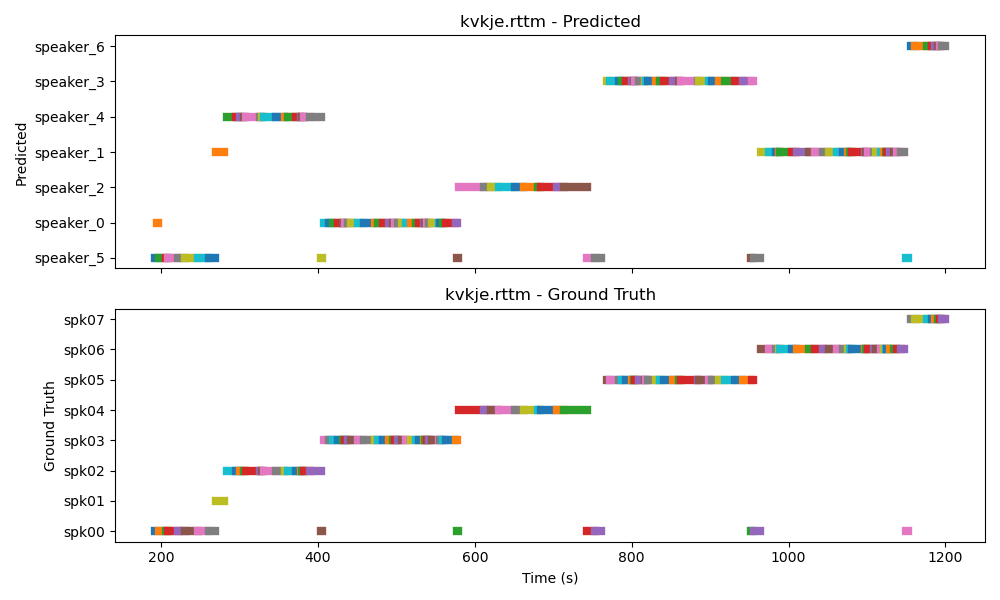 kvkje.rttm - Predicted
Predicted
speaker_6
speaker_3
speaker_4
speaker_1
speaker_2
speaker_0
speaker_5
kvkje.rttm - Ground Truth
Ground Truth
spk07
spk06
spk05
spk04
spk03
spk02
spk01
spk00
200 400 600 800 1000 1200
Time (s)